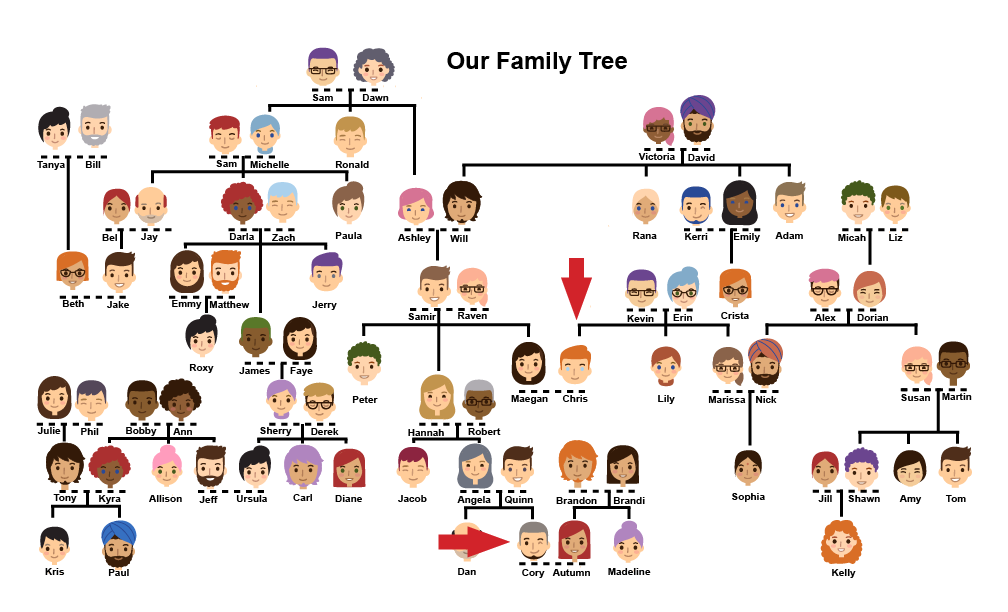 Our Family Tree
Sam Dawn
Tanya Bill Sam Michelle Ronald Victoria David
Bel Jay Darla Zach Paula Ashley Will Rana Kerri Emily Adam Micah Liz
Beth Jake Emmy Matthew Jerry Samir Raven Kevin Erin Crista Alex Dorian
Roxy James Faye Peter Maegan Chris Lily Marissa Nick Susan Martin
Julie Phil Bobby Ann Sherry Derek Hannah Robert
Tony Kyra Allison Jeff Ursula Carl Diane Jacob Angela Quinn Brandon Brandi Sophia Jill Shawn Amy Tom
Kris Paul Dan Cory Autumn Madeline Kelly